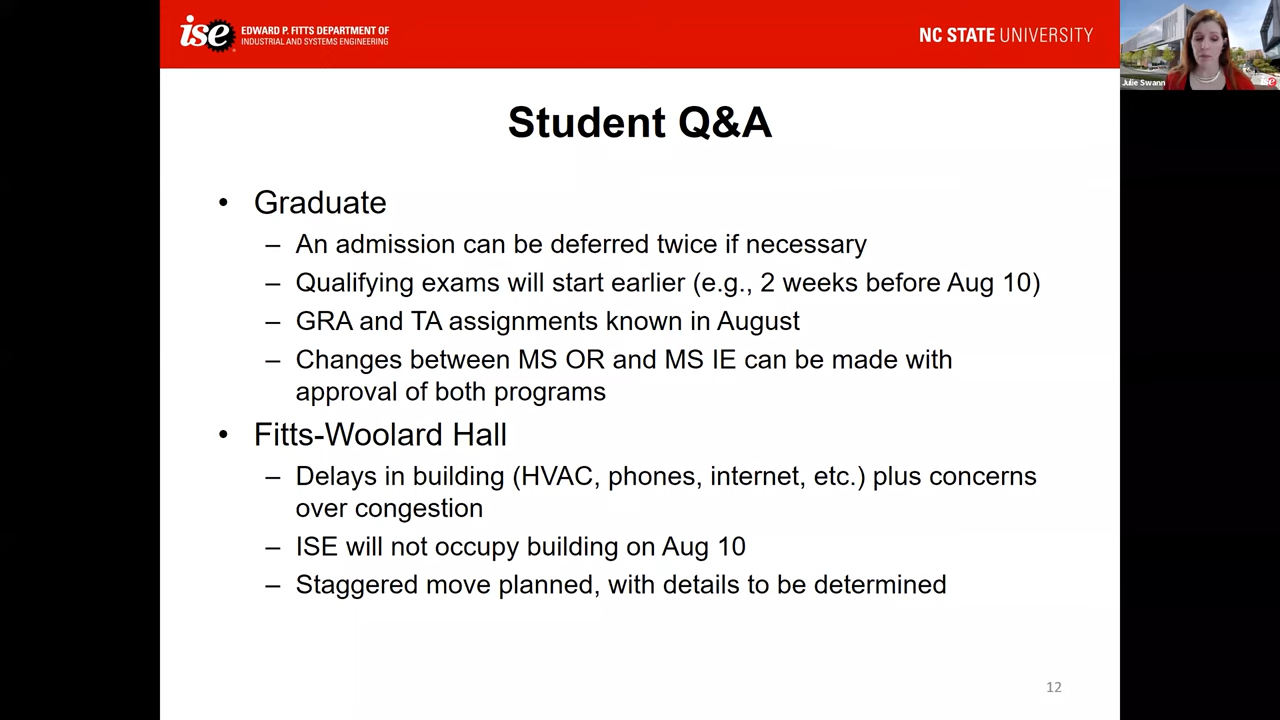 ise EDWARD P. FITTS DEPARTMENT OF
INDUSTRIAL AND SYSTEMS ENGINEERING
NC STATE UNIVERSITY
Julie Swann
ise
Student Q&A
• Graduate
– An admission can be deferred twice if necessary
– Qualifying exams will start earlier (e.g., 2 weeks before Aug 10)
– GRA and TA assignments known in August
– Changes between MS OR and MS IE can be made with
approval of both programs
• Fitts-Woolard Hall
– Delays in building (HVAC, phones, internet, etc.) plus concerns
over congestion
– ISE will not occupy building on Aug 10
– Staggered move planned, with details to be determined
12